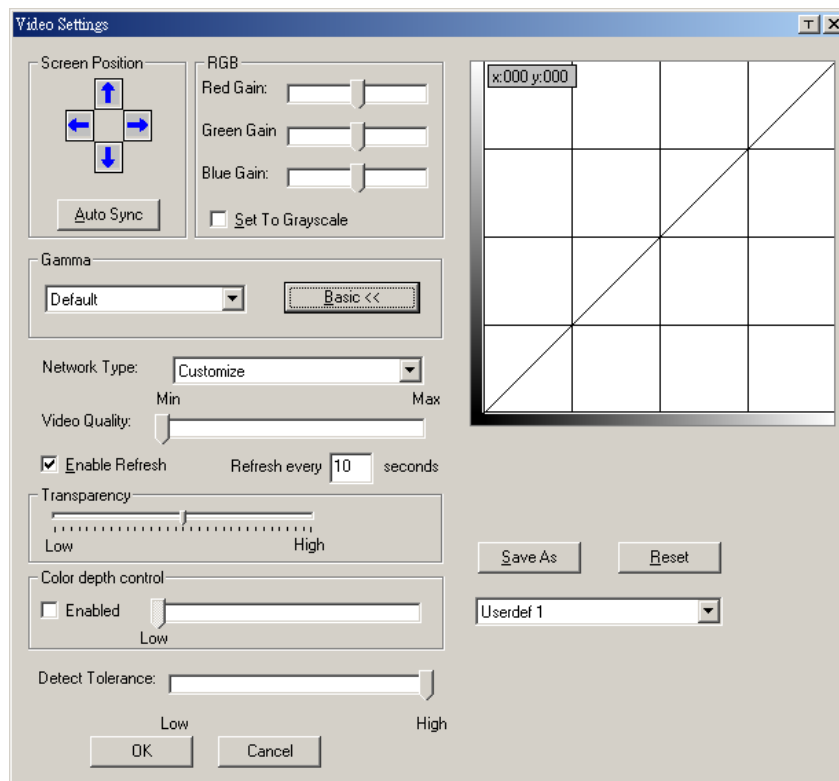 Video Settings
T X
Screen Position
Auto Sync
RGB
Red Gain:
Green Gain
Blue Gain:
Set To Grayscale
x:000 y:000
Gamma
Default
Basic <<
Network Type:
Customize
Min Max
Video Quality:
Enable Refresh Refresh every 10 seconds
Transparency
Low High
Color depth control
Enabled
Low
Save As Reset
Userdef 1
Detect Tolerance:
Low High
OK Cancel